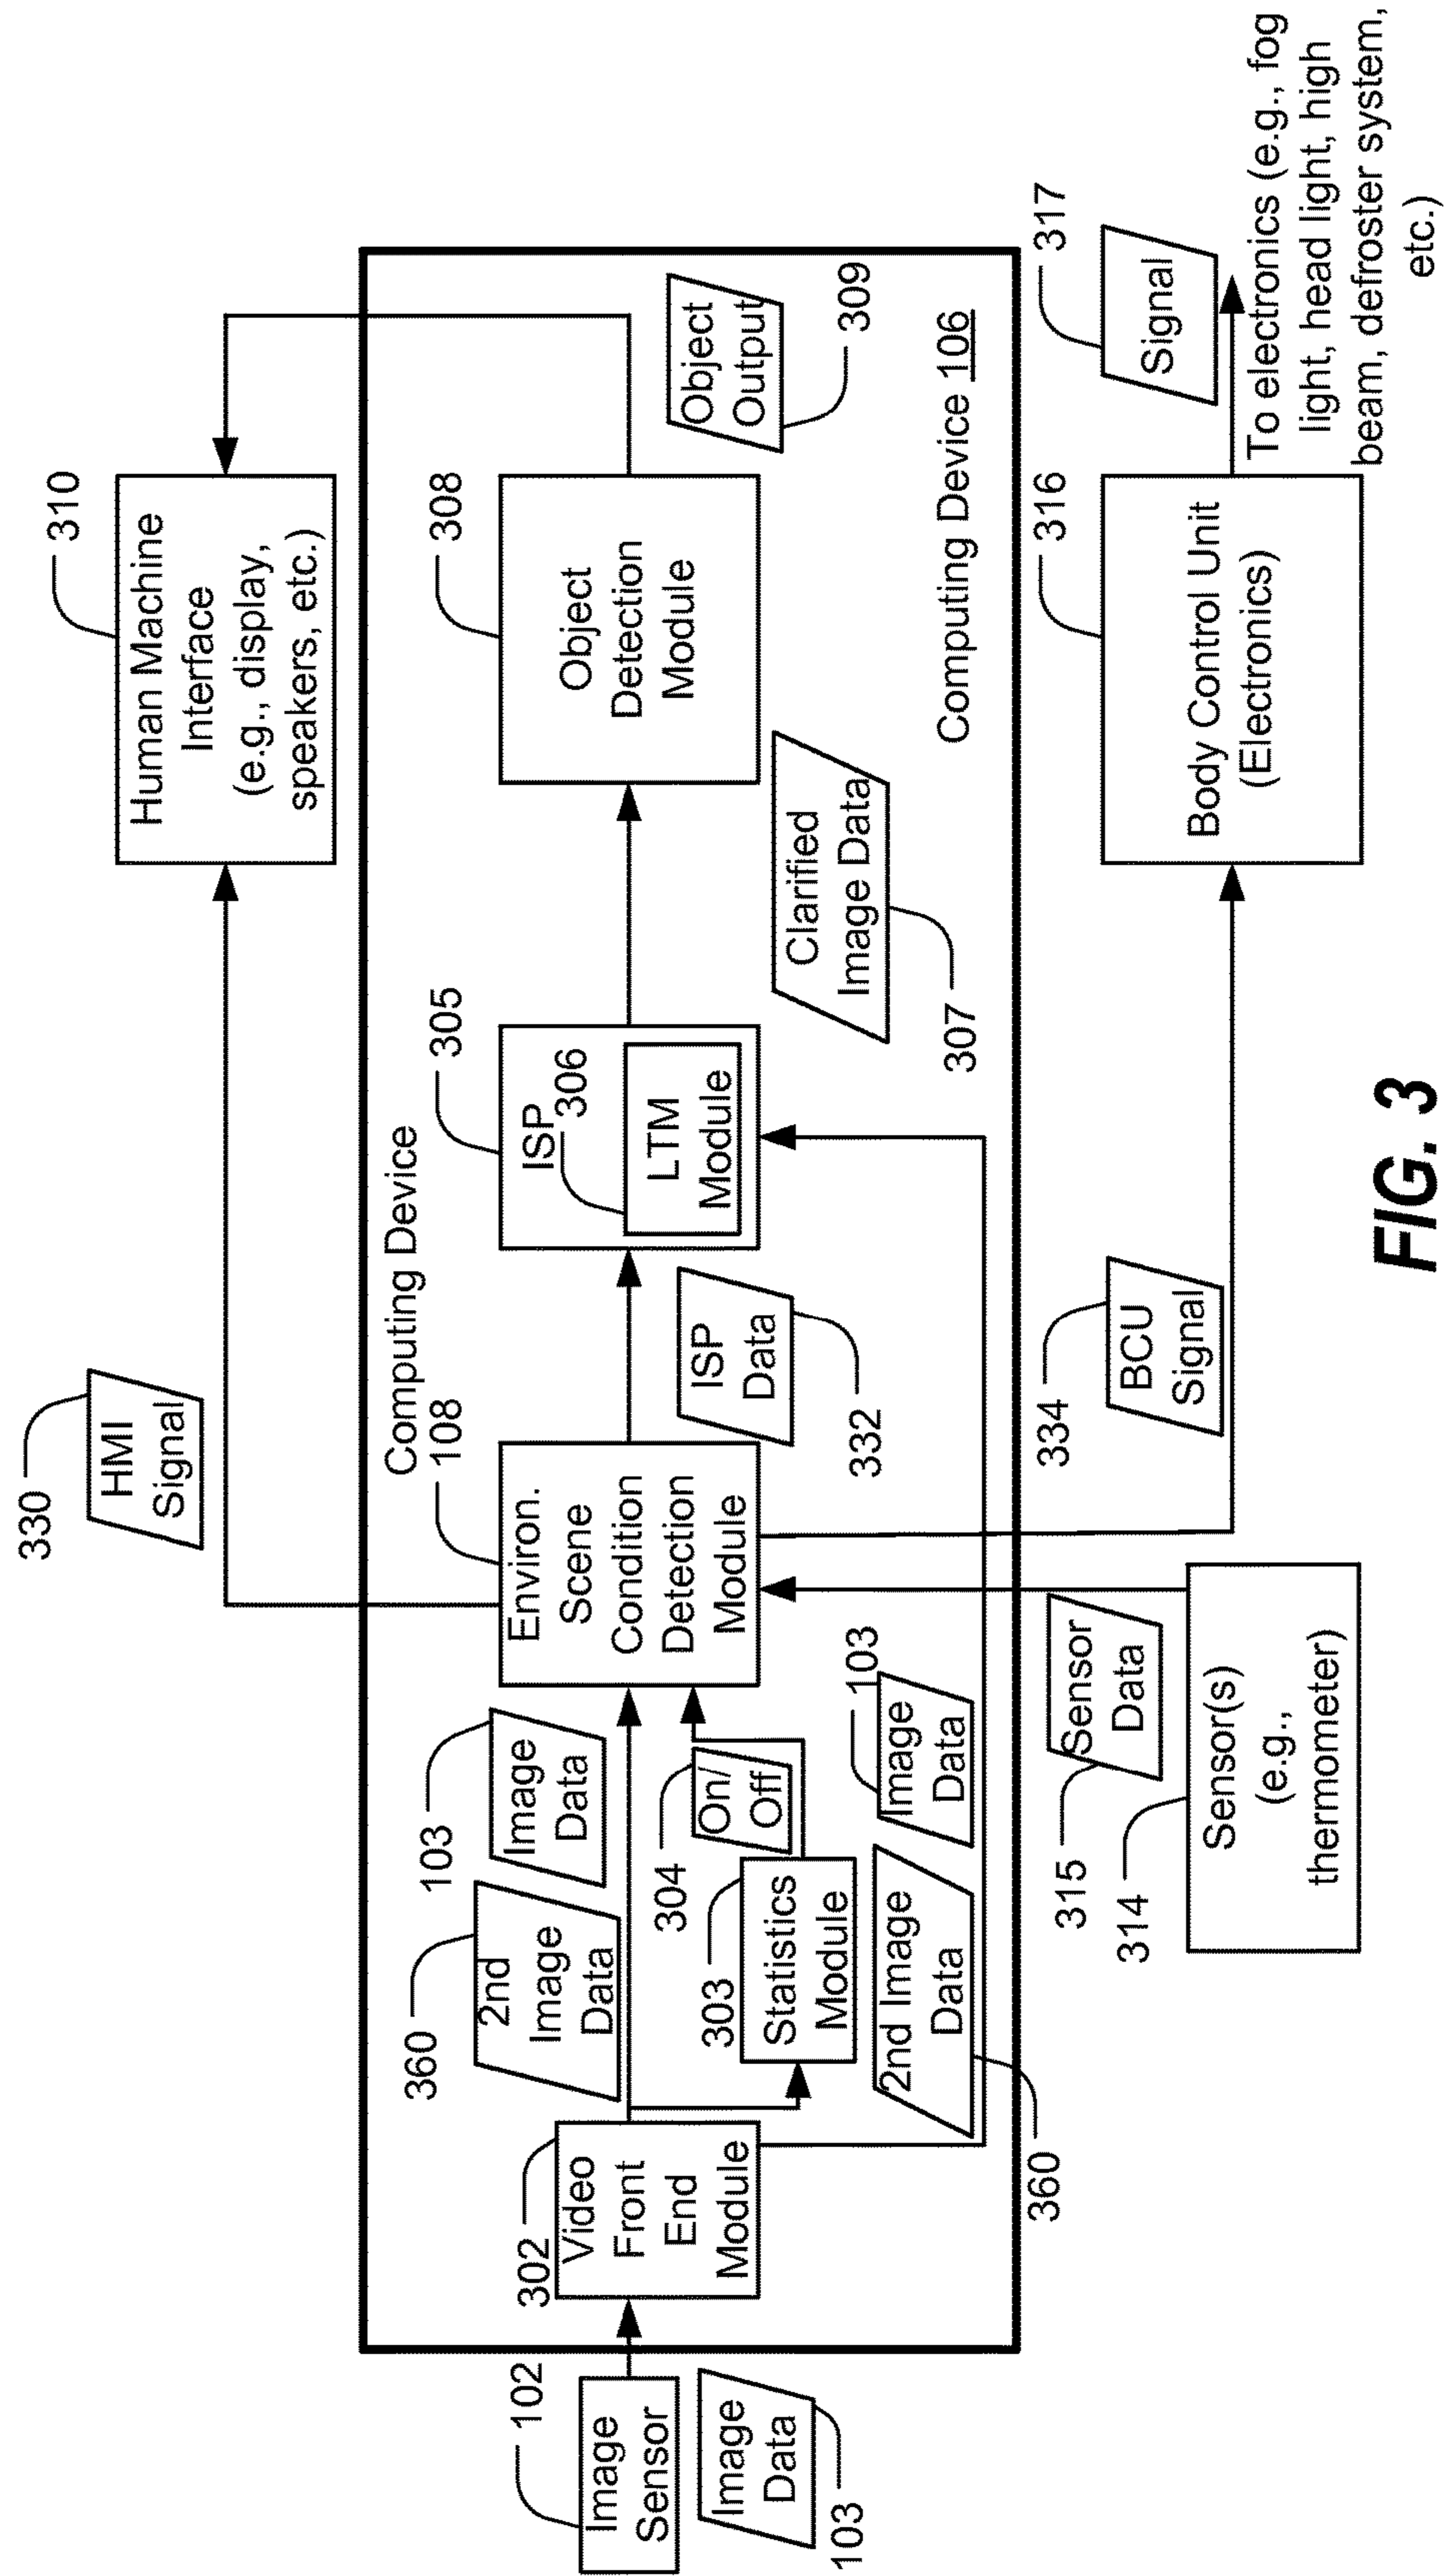 330
HMI
Signal
310
Human Machine
Interface
(e.g., display,
speakers, etc.)
Computing Device
102
Image
Sensor
Image
Data
103
302
Video
Front
End
Module
360
2nd
Image
Data
103
Image
Data
304
On/
Off
303
Statistics
Module
2nd Image
Data
360
103
Image
Data
108
Environ.
Scene
Condition
Detection
Module
ISP
Data
332
305
ISP
306
LTM
Module
Clarified
Image Data
307
308
Object
Detection
Module
Object
Output
309
Computing Device 106
315
Sensor
Data
314
Sensor(s)
(e.g.,
thermometer)
334
BCU
Signal
316
Body Control Unit
(Electronics)
317
Signal
To electronics (e.g., fog
light, head light, high
beam, defroster system,
etc.)
FIG. 3